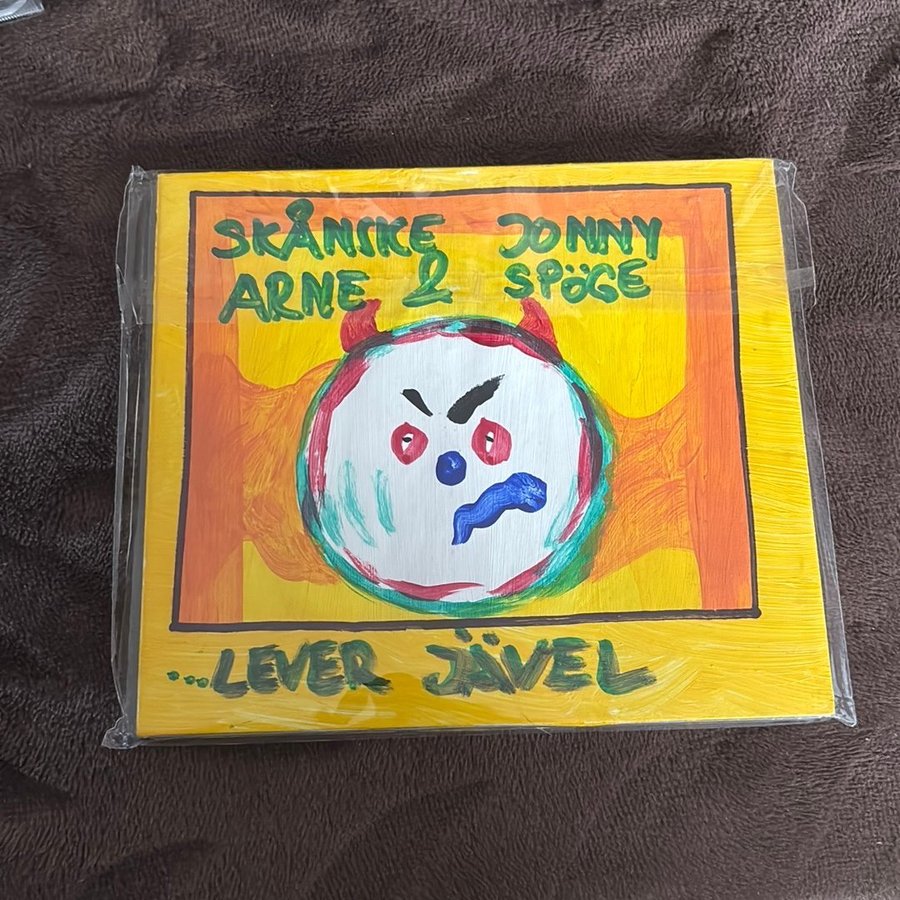 SKÅNSKE JONNY
ARNE & SPÖGE
...LEVER JÄVEL